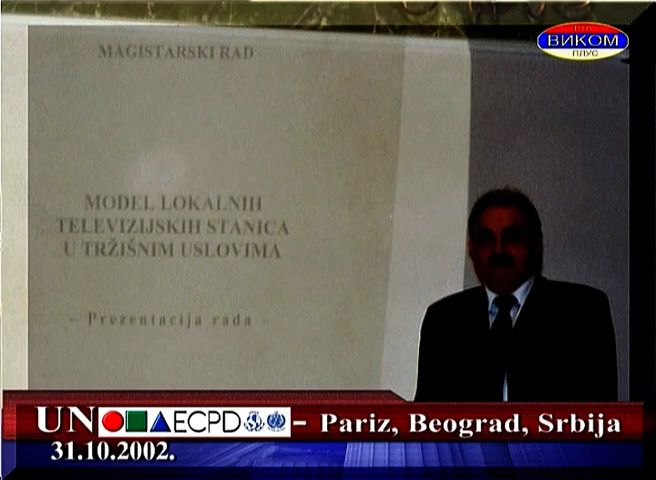 MAGISTARSKI RAD
ВИКОМ
ПЛУС
MODEL LOKALNIH
TELEVIZIJSKIH STANICA
U TRŽIŠNIM USLOVIMA
- Prezentacija rada -
UN ECPD - Pariz, Beograd, Srbija
31.10.2002.